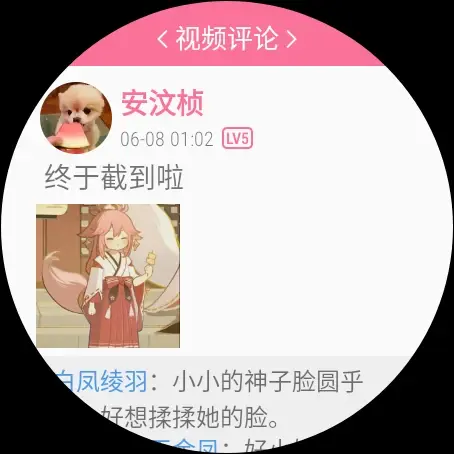 < 视频评论 >
安汶桢
06-08 01:02 LV5
终于截到啦
白凤绫羽：小小的神子脸圆乎
好想揉揉她的脸。